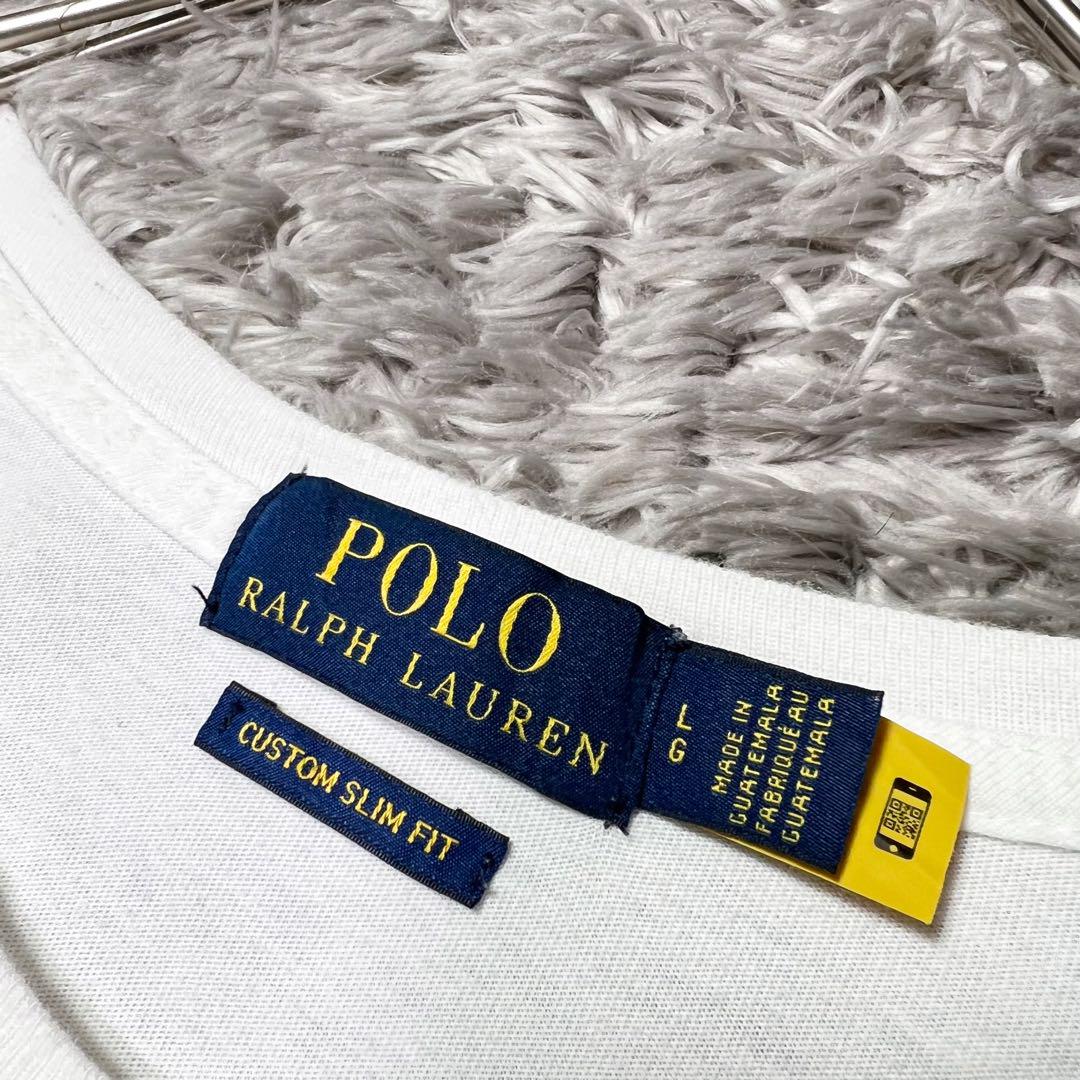 POLO
RALPH LAUREN
CUSTOM SLIM FIT
L
G
MADE IN
GUATEMALA
FABRIQUÉ AU
GUATEMALA